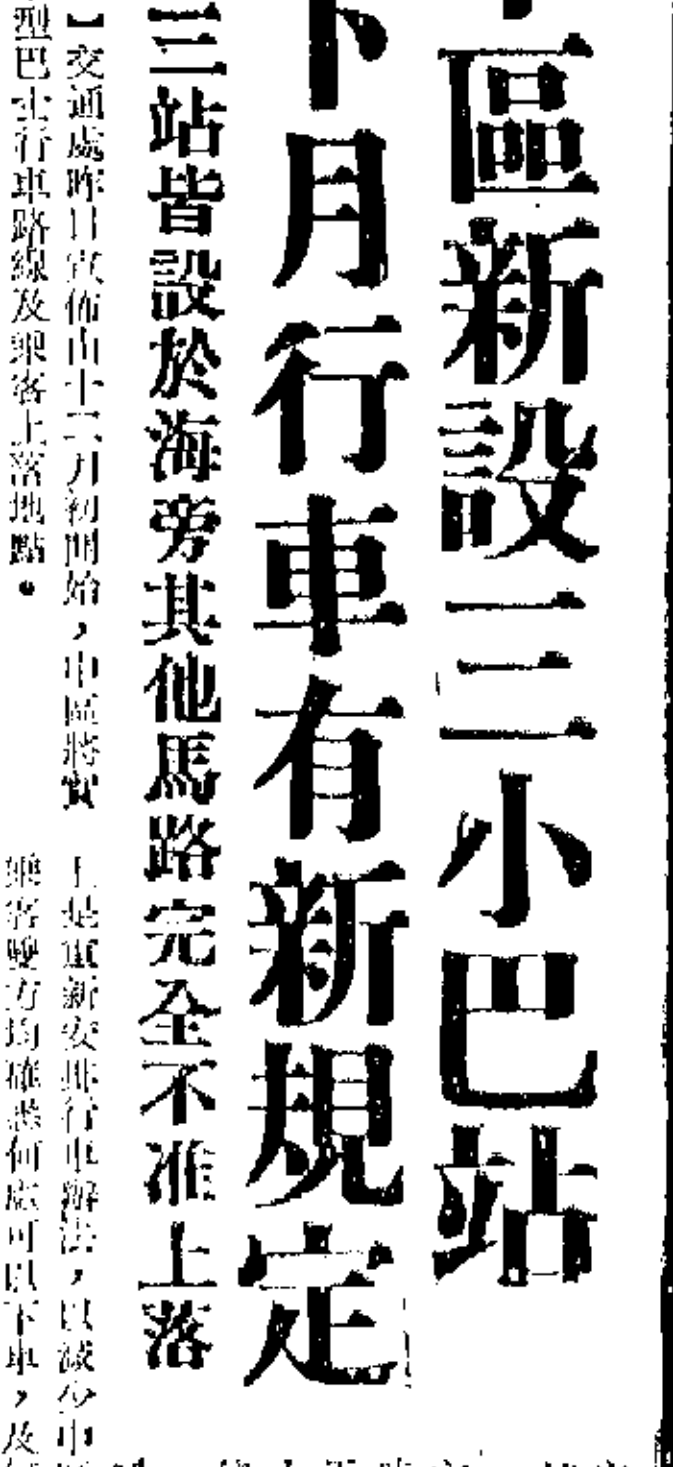 區新設三小巴站
下月行車有新規定
三站皆設於海旁其他馬路完全不准上落
】交通處昨日宣佈由十二月初開始，中區將實
型巴士行車路線及乘客上落地點。
上是重新安排行車辦法，以減少中
乘客雙方均確悉何處可以下車，及